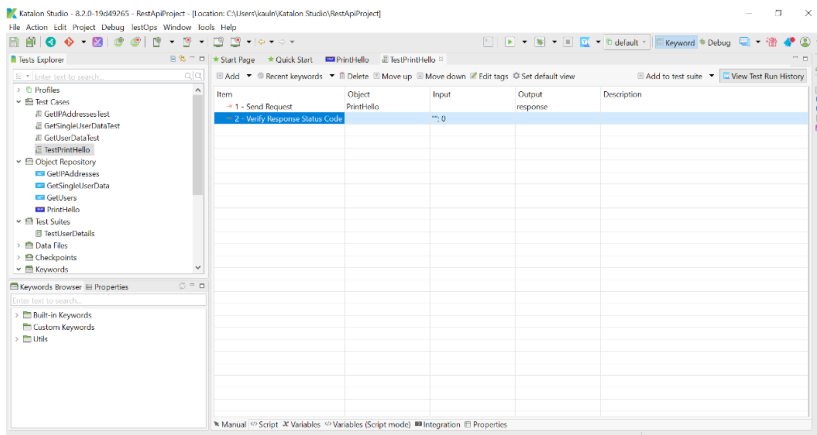 Katalon Studio - 8.2.0-19d49265 - RestApiProject - [Location: C:\Users\kauln\Katalon Studio\RestApiProject]
File Action Edit Project Debug TestOps Window Tools Help
default Keyword Debug
Tests Explorer
Start Page Quick Start PrintHello TestPrintHello
Enter text to search...
Add Recent keywords Delete Move up Move down Edit tags Set default view Add to test suite View Test Run History
Profiles
Test Cases
GetIPAddressesTest
GetSingleUserDataTest
GetUserDataTest
TestPrintHello
Object Repository
GetIPAddresses
GetSingleUserData
GetUsers
PrintHello
Test Suites
TestUserDetails
Data Files
Checkpoints
Keywords
Item Object Input Output Description
1 - Send Request PrintHello response
2 - Verify Response Status Code ""; 0
Keywords Browser Properties
Enter text to search...
Built-in Keywords
Custom Keywords
Utils
Manual Script Variables Variables (Script mode) Integration Properties